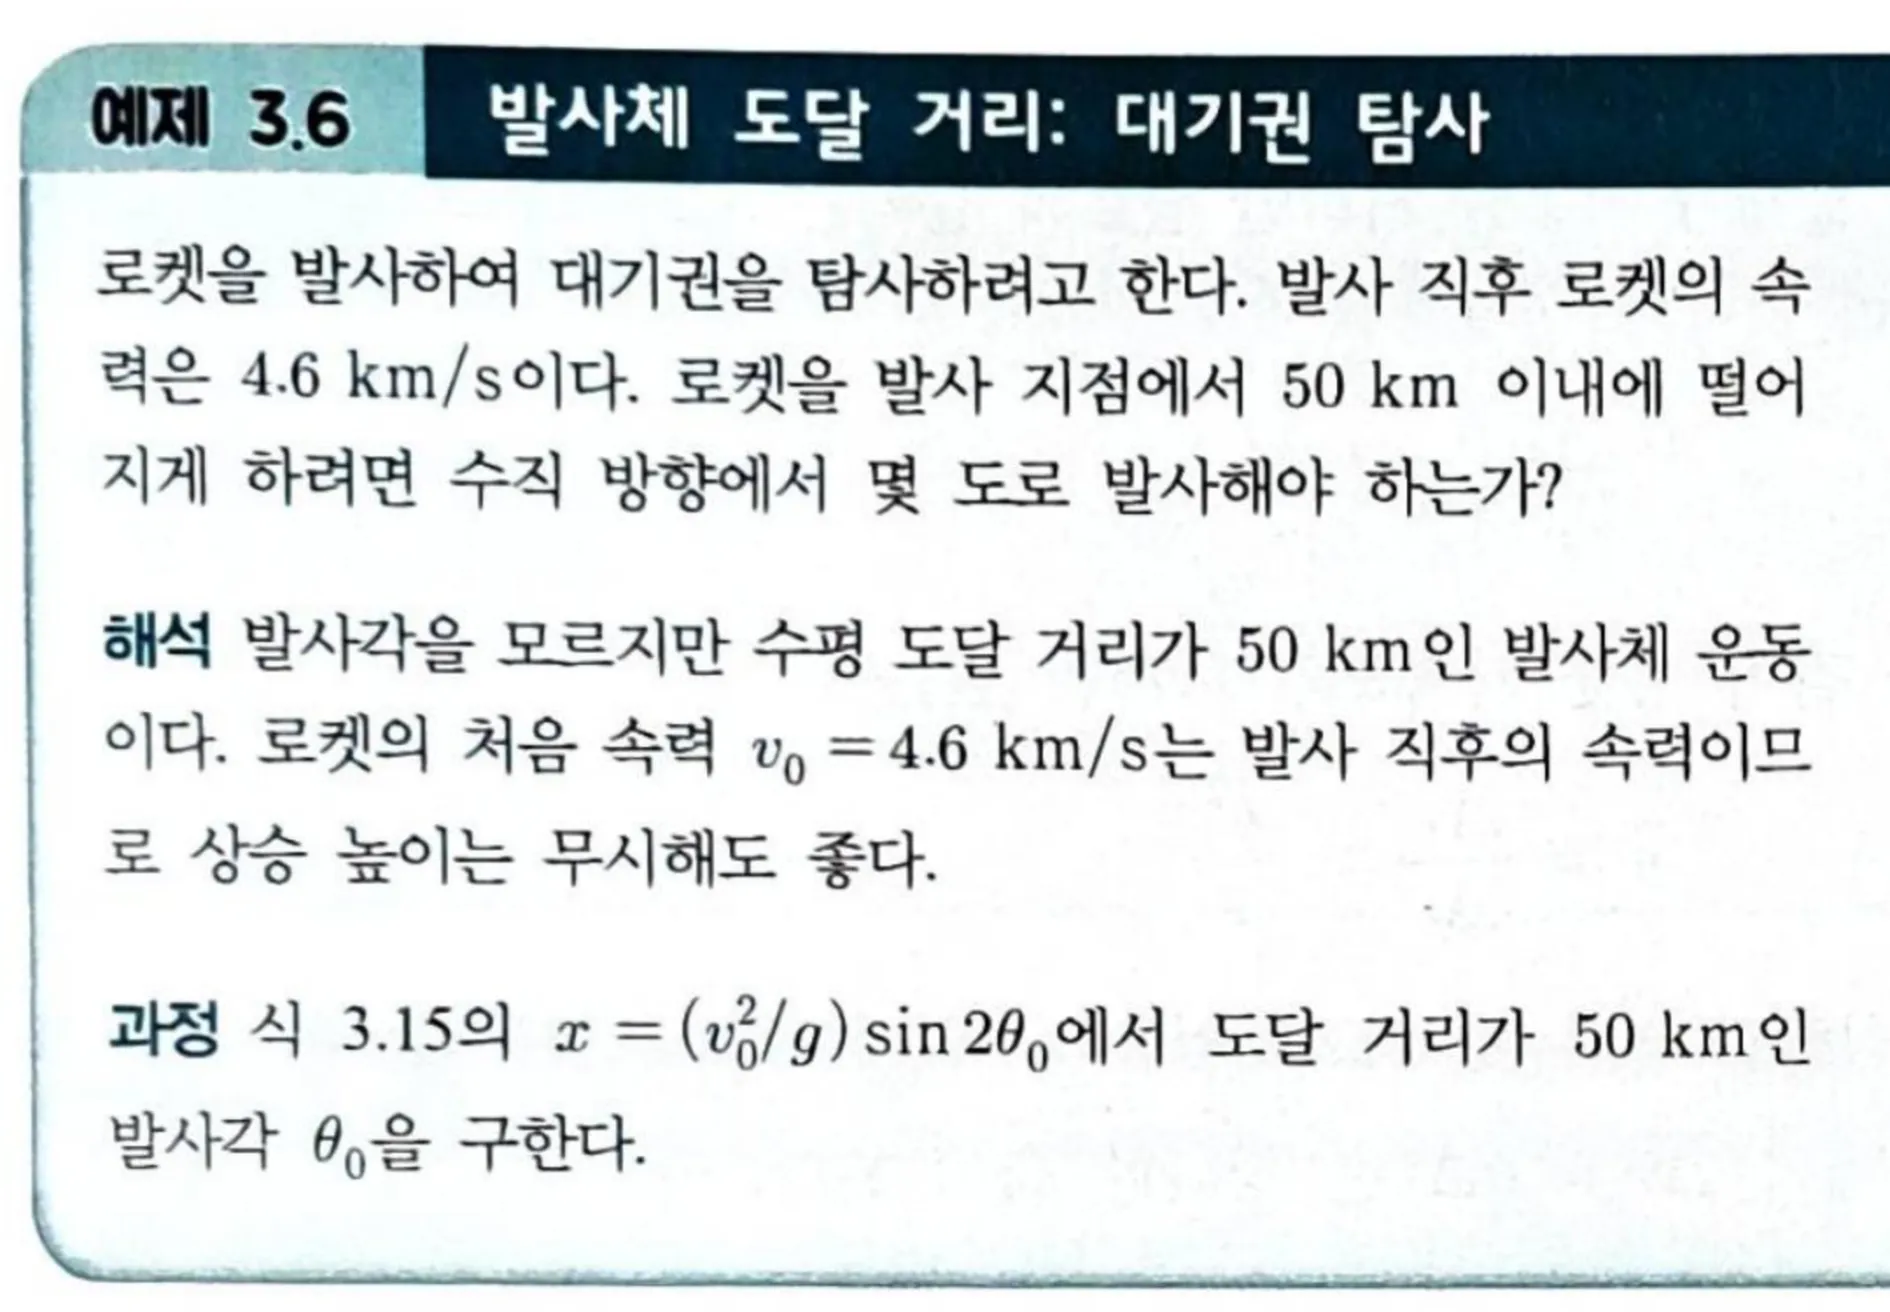 예제 3.6 발사체 도달 거리: 대기권 탐사
로켓을 발사하여 대기권을 탐사하려고 한다. 발사 직후 로켓의 속
력은 4.6 km/s이다. 로켓을 발사 지점에서 50 km 이내에 떨어
지게 하려면 수직 방향에서 몇 도로 발사해야 하는가?
해석 발사각을 모르지만 수평 도달 거리가 50 km인 발사체 운동
이다. 로켓의 처음 속력 v₀ = 4.6 km/s는 발사 직후의 속력이므
로 상승 높이는 무시해도 좋다.
과정 식 3.15의 x = (v₀²/g) sin 2θ₀에서 도달 거리가 50 km인
발사각 θ₀을 구한다.